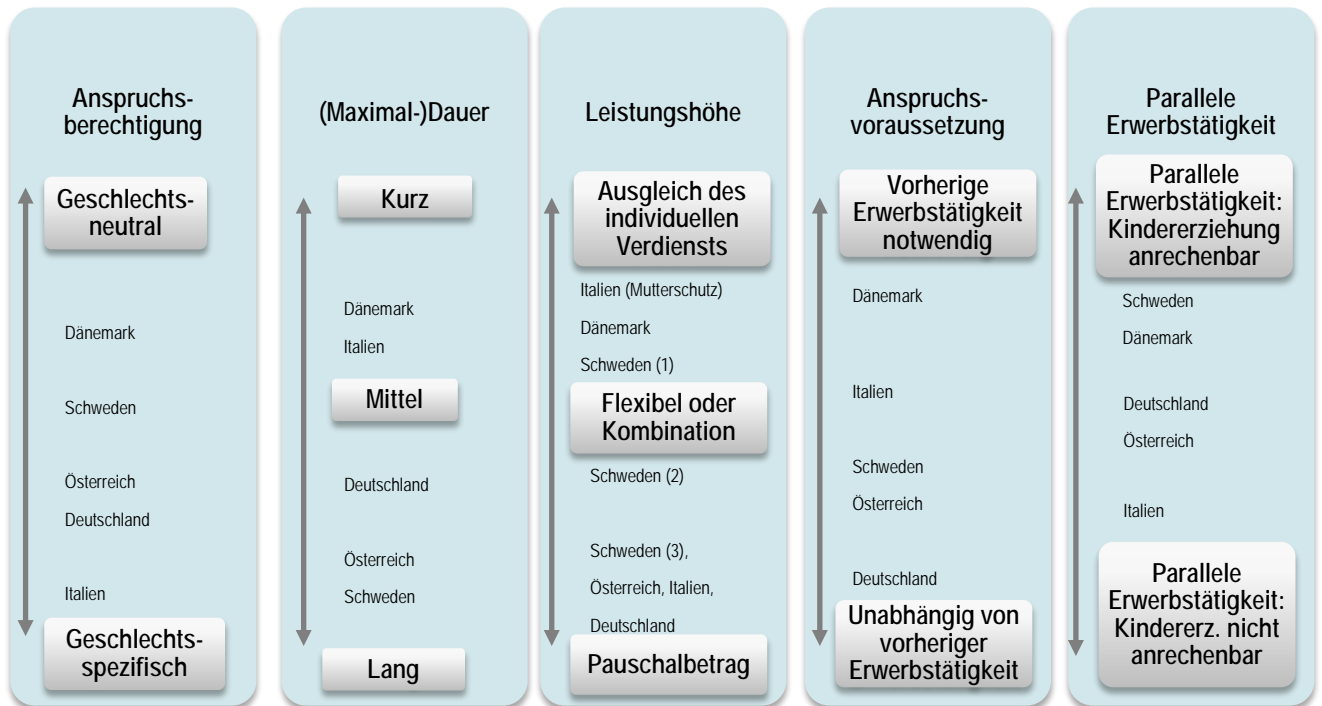 Anspruchs-
berechtigung
Geschlechts-
neutral
Dänemark
Schweden
Österreich
Deutschland
Italien
Geschlechts-
spezifisch
(Maximal-)Dauer
Kurz
Dänemark
Italien
Mittel
Deutschland
Österreich
Schweden
Lang
Leistungshöhe
Ausgleich des
individuellen
Verdiensts
Italien (Mutterschutz)
Dänemark
Schweden (1)
Flexibel oder
Kombination
Schweden (2)
Schweden (3),
Österreich, Italien,
Deutschland
Pauschalbetrag
Anspruchs-
voraussetzung
Vorherige
Erwerbstätigkeit
notwendig
Dänemark
Italien
Schweden
Österreich
Deutschland
Unabhängig von
vorheriger
Erwerbstätigkeit
Parallele
Erwerbstätigkeit
Parallele
Erwerbstätigkeit:
Kindererziehung
anrechenbar
Schweden
Dänemark
Deutschland
Österreich
Italien
Parallele
Erwerbstätigkeit:
Kindererz. nicht
anrechenbar